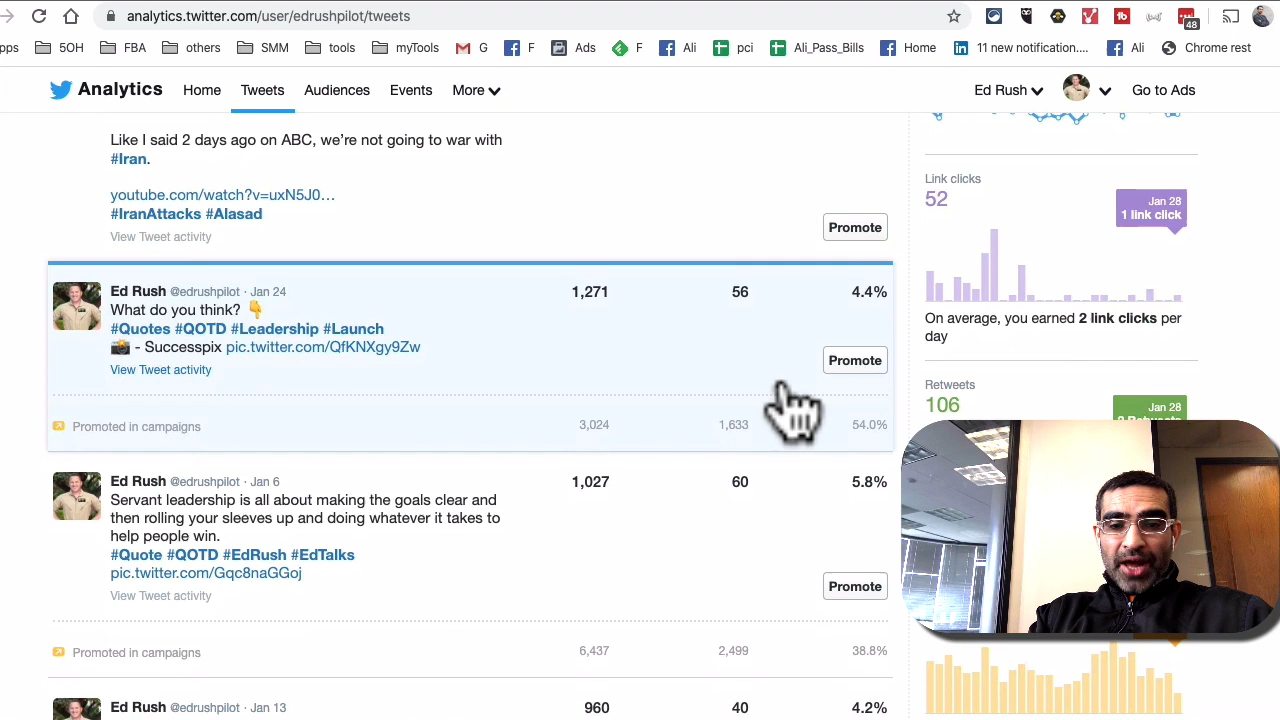 analytics.twitter.com/user/edrushpilot/tweets
48
pps 5OH FBA others SMM tools myTools G F Ads F Ali pci Ali_Pass_Bills Home 11 new notification.... Ali Chrome rest
Analytics Home Tweets Audiences Events More Ed Rush Go to Ads
Like I said 2 days ago on ABC, we're not going to war with
#Iran.
youtube.com/watch?v=uxN5J0…
#IranAttacks #Alasad
View Tweet activity
Promote
Ed Rush @edrushpilot · Jan 24 1,271 56 4.4%
What do you think? 👇
#Quotes #QOTD #Leadership #Launch
📸 - Successpix pic.twitter.com/QfKNXgy9Zw
View Tweet activity
Promote
Promoted in campaigns 3,024 1,633 54.0%
Ed Rush @edrushpilot · Jan 6 1,027 60 5.8%
Servant leadership is all about making the goals clear and
then rolling your sleeves up and doing whatever it takes to
help people win.
#Quote #QOTD #EdRush #EdTalks
pic.twitter.com/Gqc8naGGoj
View Tweet activity
Promote
Promoted in campaigns 6,437 2,499 38.8%
Ed Rush @edrushpilot · Jan 13 960 40 4.2%
Link clicks
52
Jan 28
1 link click
On average, you earned 2 link clicks per
day
Retweets
106
Jan 28